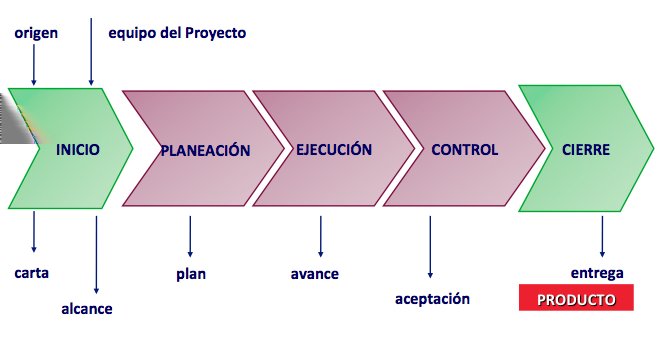 origen
equipo del Proyecto
INICIO
PLANEACIÓN
EJECUCIÓN
CONTROL
CIERRE
carta
alcance
plan
avance
aceptación
entrega
PRODUCTO